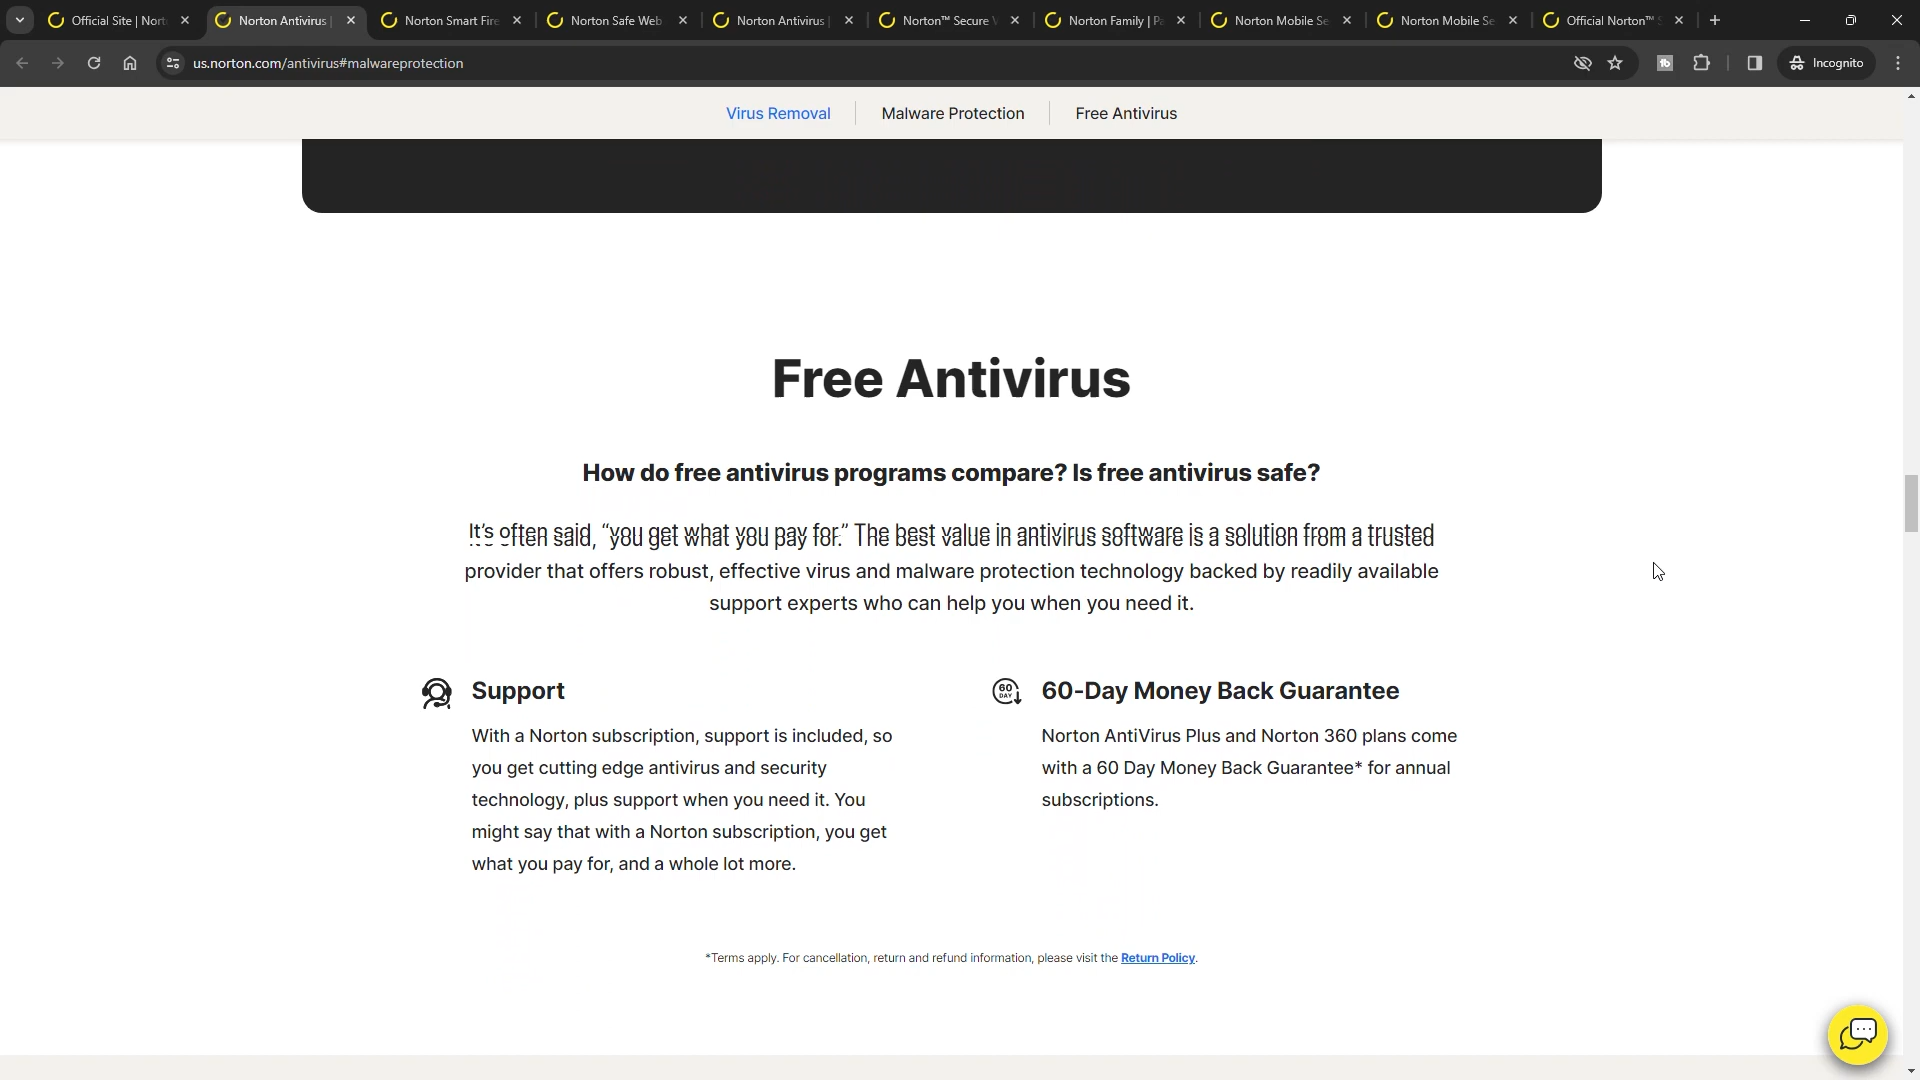 Official Site | Nort
Norton Antivirus |
Norton Smart Fire
Norton Safe Web
Norton Antivirus |
Norton™ Secure V
Norton Family | Pa
Norton Mobile Se
Norton Mobile Se
Official Norton™ S
us.norton.com/antivirus#malwareprotection
Incognito
Virus Removal
Malware Protection
Free Antivirus
Free Antivirus
How do free antivirus programs compare? Is free antivirus safe?
It's often said, “you get what you pay for.” The best value in antivirus software is a solution from a trusted
provider that offers robust, effective virus and malware protection technology backed by readily available
support experts who can help you when you need it.
Support
With a Norton subscription, support is included, so
you get cutting edge antivirus and security
technology, plus support when you need it. You
might say that with a Norton subscription, you get
what you pay for, and a whole lot more.
60 DAY
60-Day Money Back Guarantee
Norton AntiVirus Plus and Norton 360 plans come
with a 60 Day Money Back Guarantee* for annual
subscriptions.
*Terms apply. For cancellation, return and refund information, please visit the Return Policy.